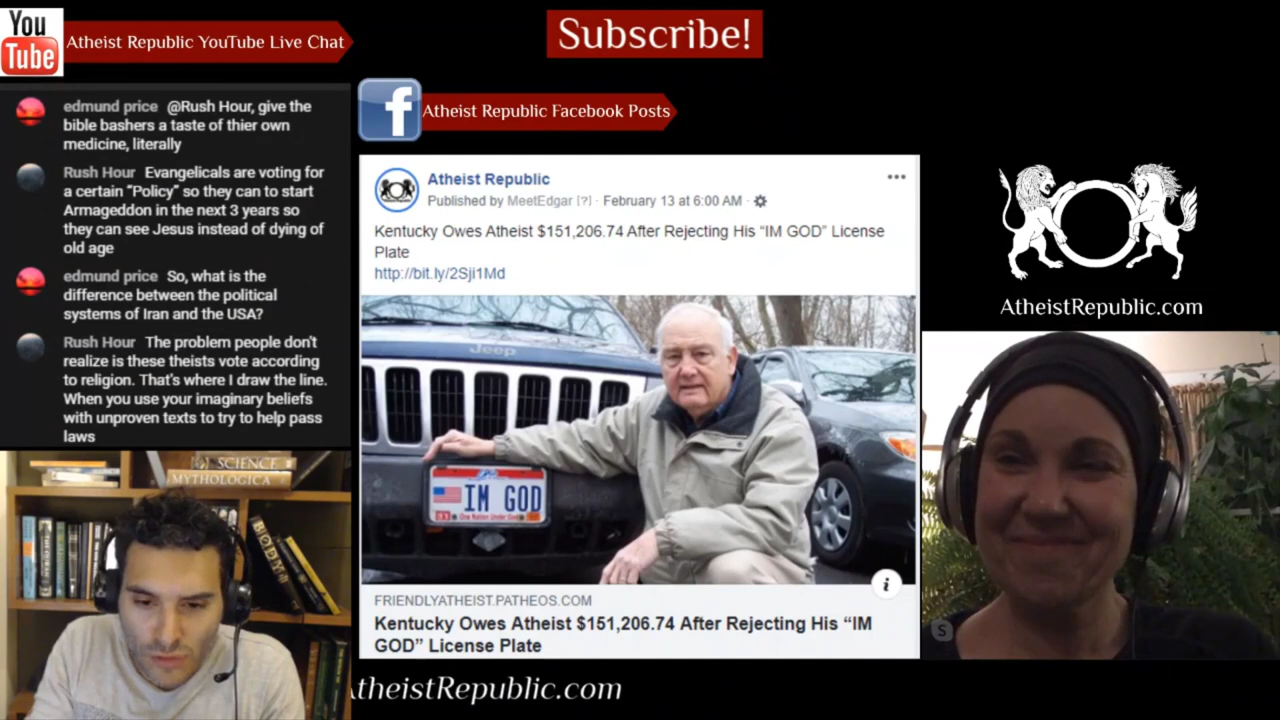 You
Tube
Atheist Republic YouTube Live Chat
Subscribe!
edmund price @Rush Hour, give the
bible bashers a taste of thier own
medicine, literally
Rush Hour Evangelicals are voting for
a certain "Policy" so they can to start
Armageddon in the next 3 years so
they can see Jesus instead of dying of
old age
edmund price So, what is the
difference between the political
systems of Iran and the USA?
Rush Hour The problem people don't
realize is these theists vote according
to religion. That's where I draw the line.
When you use your imaginary beliefs
with unproven texts to try to help pass
laws
f
Atheist Republic Facebook Posts
Atheist Republic
Published by MeetEdgar [?] · February 13 at 6:00 AM ·
Kentucky Owes Atheist $151,206.74 After Rejecting His “IM GOD” License
Plate
http://bit.ly/2Sji1Md
Jeep
IM GOD
One Nation Under God
i
FRIENDLYATHEIST.PATHEOS.COM
Kentucky Owes Atheist $151,206.74 After Rejecting His “IM
GOD” License Plate
AtheistRepublic.com
S
SCIENCE
MYTHOLOGICA
AtheistRepublic.com